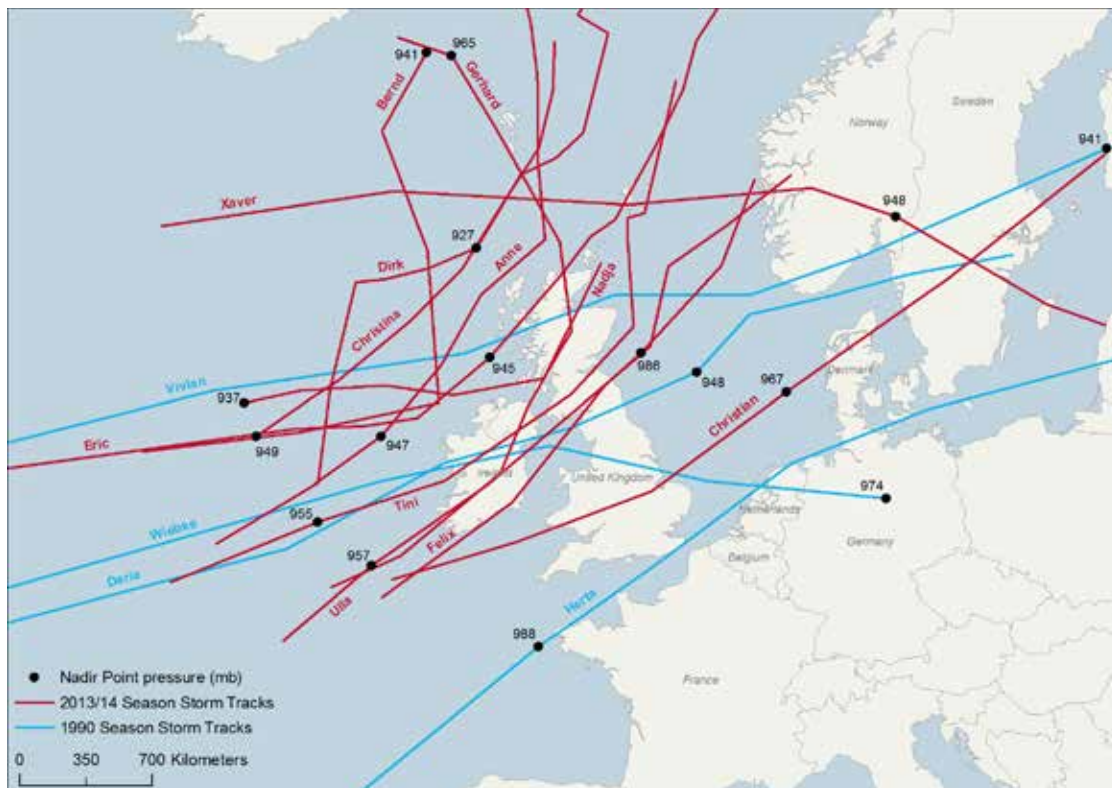 965
941
Bernd
Gerhard
Sweden
Norway
941
Xaver
948
927
Dirk
Anne
Nadja
Christina
945
Vivian
986
948
967
Denmark
937
Christian
Eric
949
947
Ireland
United Kingdom
974
Wiebke
955
Tini
Netherlands
Germany
Daria
957
Felix
Belgium
Ulla
Herta
988
France
Nadir Point pressure (mb)
2013/14 Season Storm Tracks
1990 Season Storm Tracks
0 350 700 Kilometers